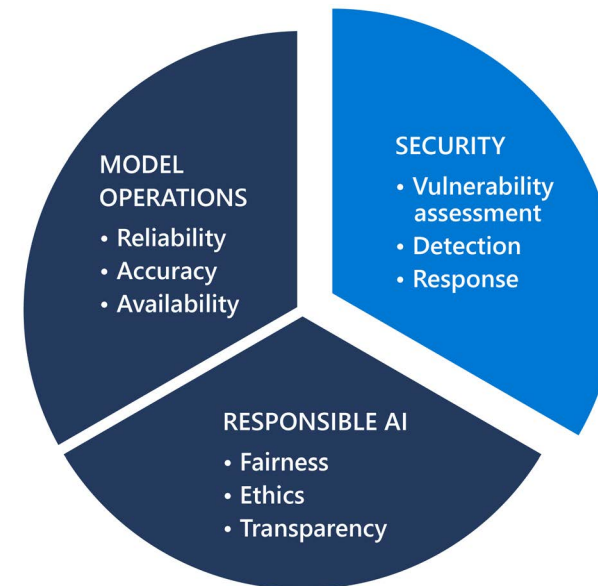 MODEL
OPERATIONS
• Reliability
• Accuracy
• Availability
SECURITY
• Vulnerability
assessment
• Detection
• Response
RESPONSIBLE AI
• Fairness
• Ethics
• Transparency